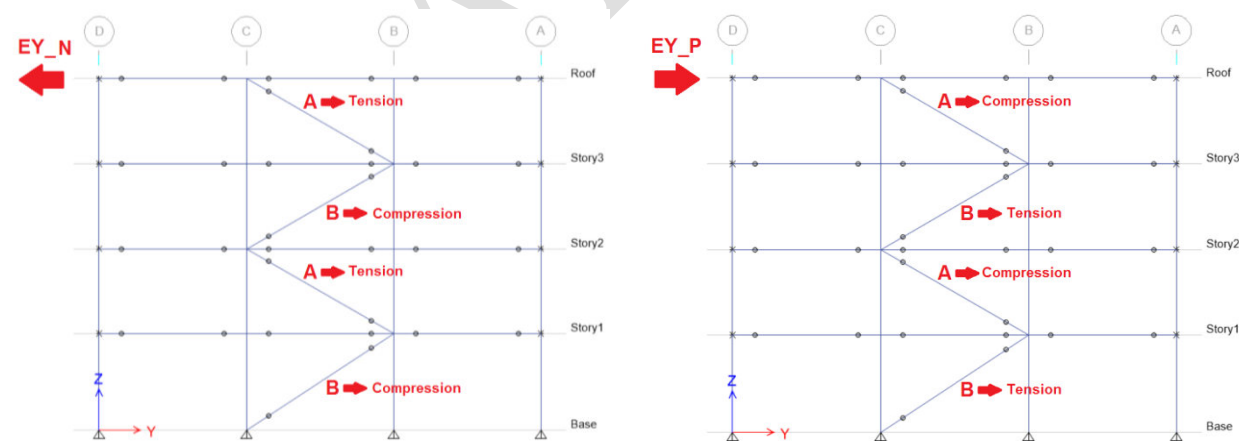 D C B A
EY_N
Roof
A Tension
Story3
B Compression
Story2
A Tension
Story1
Z
B Compression
Y
Base
D C B A
EY_P
Roof
A Compression
Story3
B Tension
Story2
A Compression
Story1
Z
B Tension
Y
Base